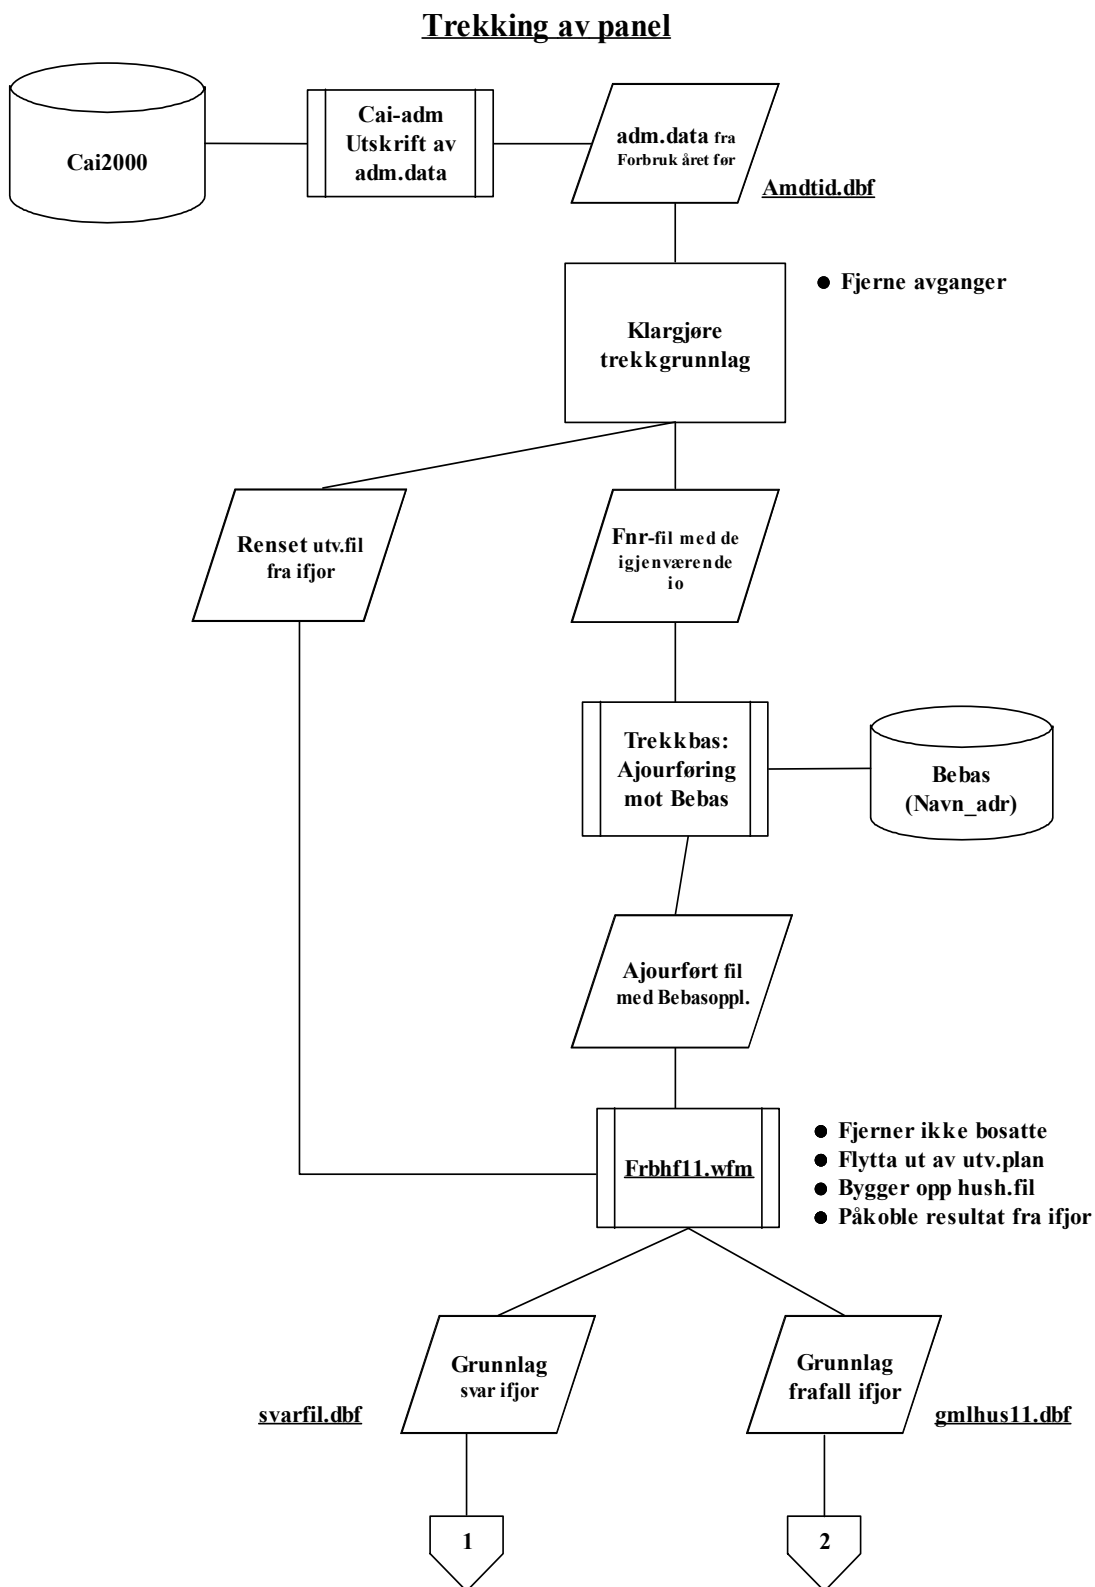 Trekking av panel
Cai2000
Cai-adm
Utskrift av
adm.data
adm.data fra
Forbruk året før
Amdtid.dbf
● Fjerne avganger
Klargjøre
trekkgrunnlag
Renset utv.fil
fra ifjor
Fnr-fil med de
igjenværende
io
Trekkbas:
Ajourføring
mot Bebas
Bebas
(Navn_adr)
Ajourført fil
med Bebasoppl.
Frbhf11.wfm
● Fjerner ikke bosatte
● Flytta ut av utv.plan
● Bygger opp hush.fil
● Påkoble resultat fra ifjor
Grunnlag
svar ifjor
svarfil.dbf
Grunnlag
frafall ifjor
gmlhus11.dbf
1
2